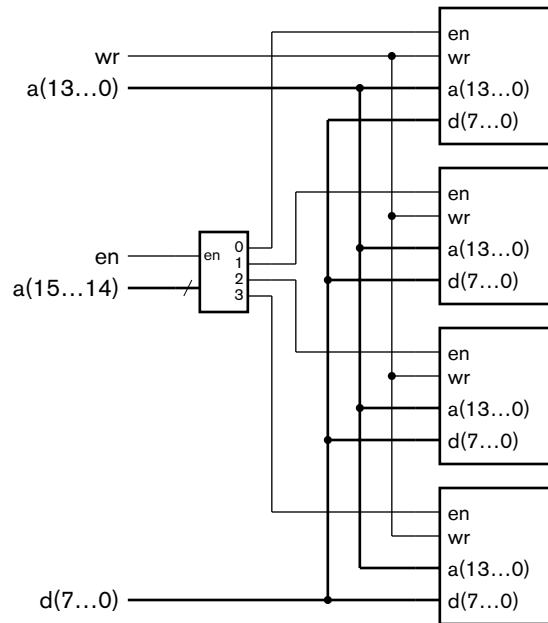 en
wr
wr
a(13...0)
a(13...0)
d(7...0)
en
wr
a(13...0)
d(7...0)
en
a(15...14)
en
0
1
2
3
en
wr
a(13...0)
d(7...0)
en
wr
a(13...0)
d(7...0)
d(7...0)